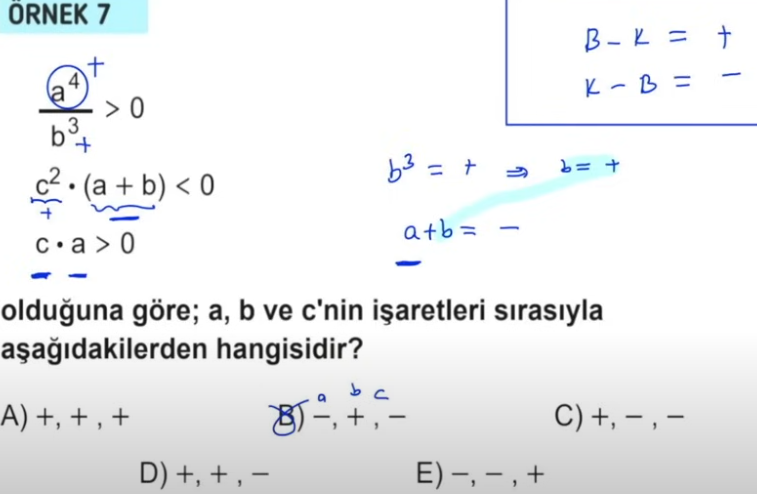 ÖRNEK 7
B - K = +
K - B = -
a⁴ + / b³ + > 0
b³ = + ⇒ b = +
c² · (a + b) < 0
+ -
a+b = -
c · a > 0
- -
-
olduğuna göre; a, b ve c'nin işaretleri sırasıyla
aşağıdakilerden hangisidir?
a b c
A) +, + , + B) -, + , - C) +, - , -
D) +, + , - E) -, - , +